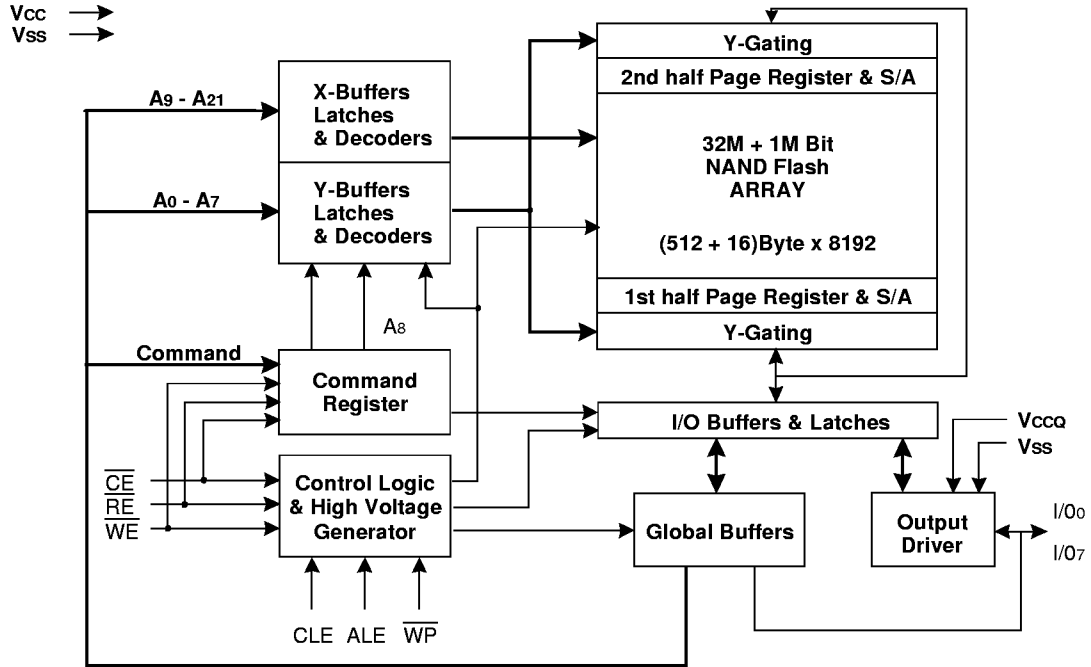 VCC
VSS
A9 - A21
X-Buffers
Latches
& Decoders
A0 - A7
Y-Buffers
Latches
& Decoders
Y-Gating
2nd half Page Register & S/A
32M + 1M Bit
NAND Flash
ARRAY
(512 + 16)Byte x 8192
1st half Page Register & S/A
Y-Gating
A8
Command
Command
Register
I/O Buffers & Latches
VCCQ
VSS
CE
RE
WE
Control Logic
& High Voltage
Generator
Global Buffers
Output
Driver
I/00
I/07
CLE ALE WP